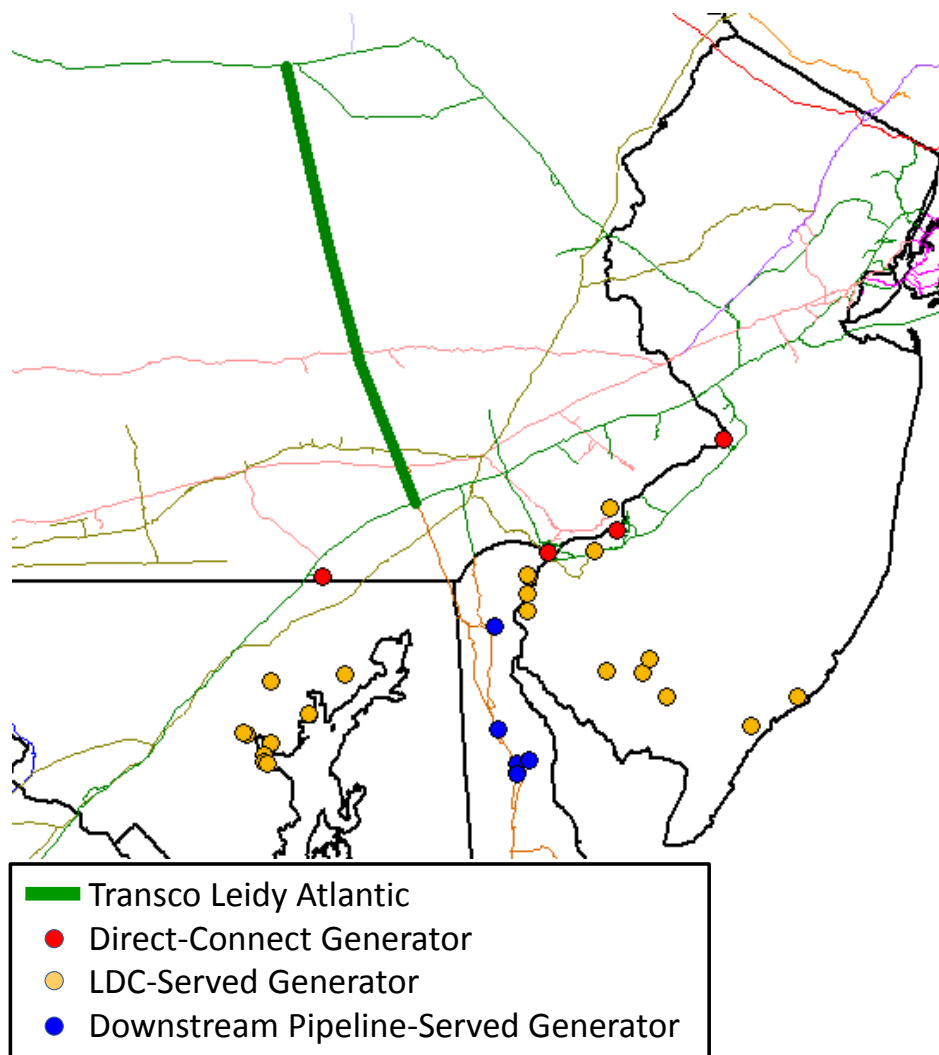 Transco Leidy Atlantic
Direct-Connect Generator
LDC-Served Generator
Downstream Pipeline-Served Generator